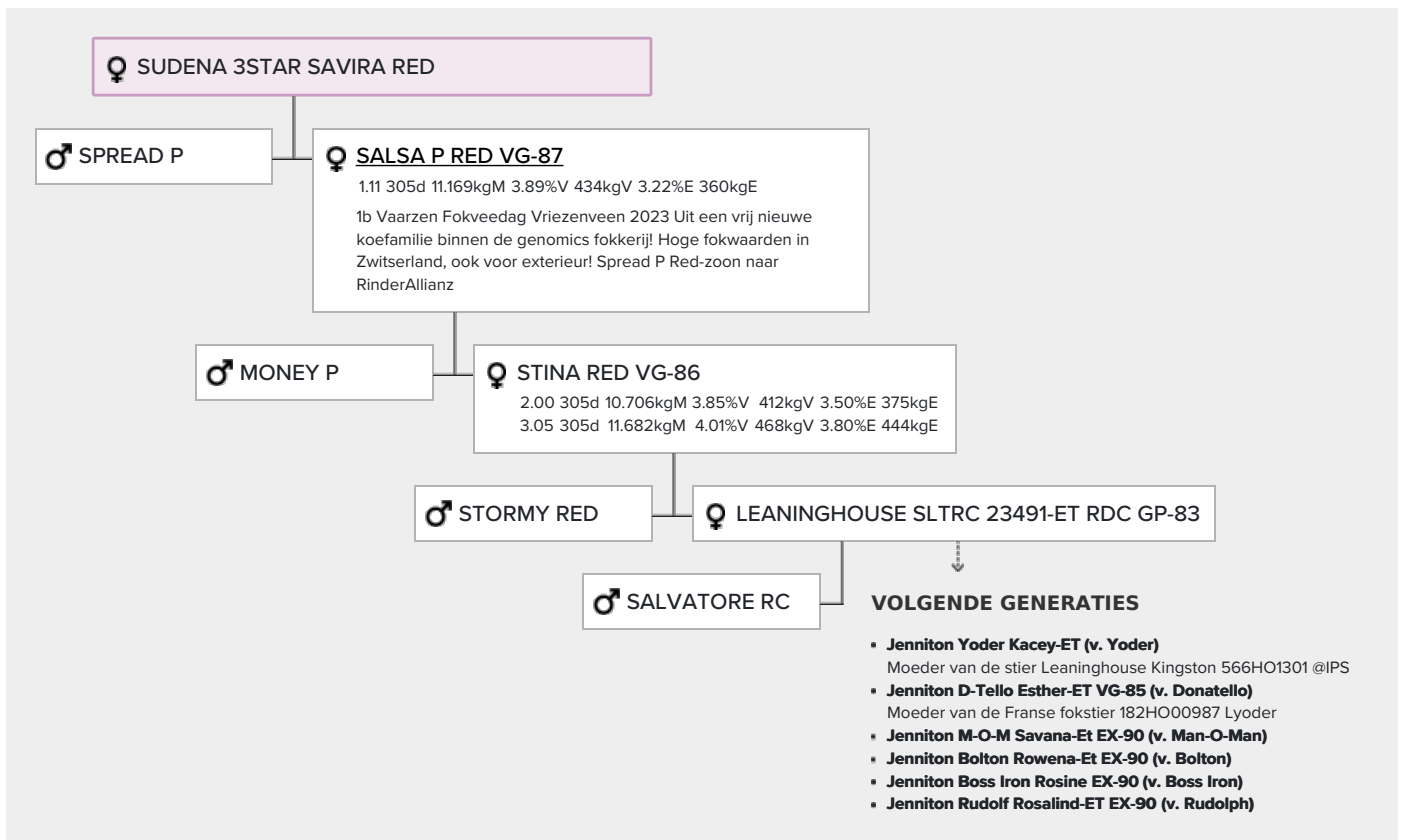 SUDENA 3STAR SAVIRA RED
SPREAD P
SALSA P RED VG-87
1.11 305d 11.169kgM 3.89%V 434kgV 3.22%E 360kgE
1b Vaarzen Fokveedag Vriezenveen 2023 Uit een vrij nieuwe
koefamilie binnen de genomics fokkerij! Hoge fokwaarden in
Zwitserland, ook voor exterieur! Spread P Red-zoon naar
RinderAllianz
MONEY P
STINA RED VG-86
2.00 305d 10.706kgM 3.85%V 412kgV 3.50%E 375kgE
3.05 305d 11.682kgM 4.01%V 468kgV 3.80%E 444kgE
STORMY RED
LEANINGHOUSE SLTRC 23491-ET RDC GP-83
SALVATORE RC
VOLGENDE GENERATIES
• Jenniton Yoder Kacey-ET (v. Yoder)
Moeder van de stier Leaninghouse Kingston 566HO1301 @IPS
• Jenniton D-Tello Esther-ET VG-85 (v. Donatello)
Moeder van de Franse fokstier 182HO00987 Lyoder
• Jenniton M-O-M Savana-Et EX-90 (v. Man-O-Man)
• Jenniton Bolton Rowena-Et EX-90 (v. Bolton)
• Jenniton Boss Iron Rosine EX-90 (v. Boss Iron)
• Jenniton Rudolf Rosalind-ET EX-90 (v. Rudolph)